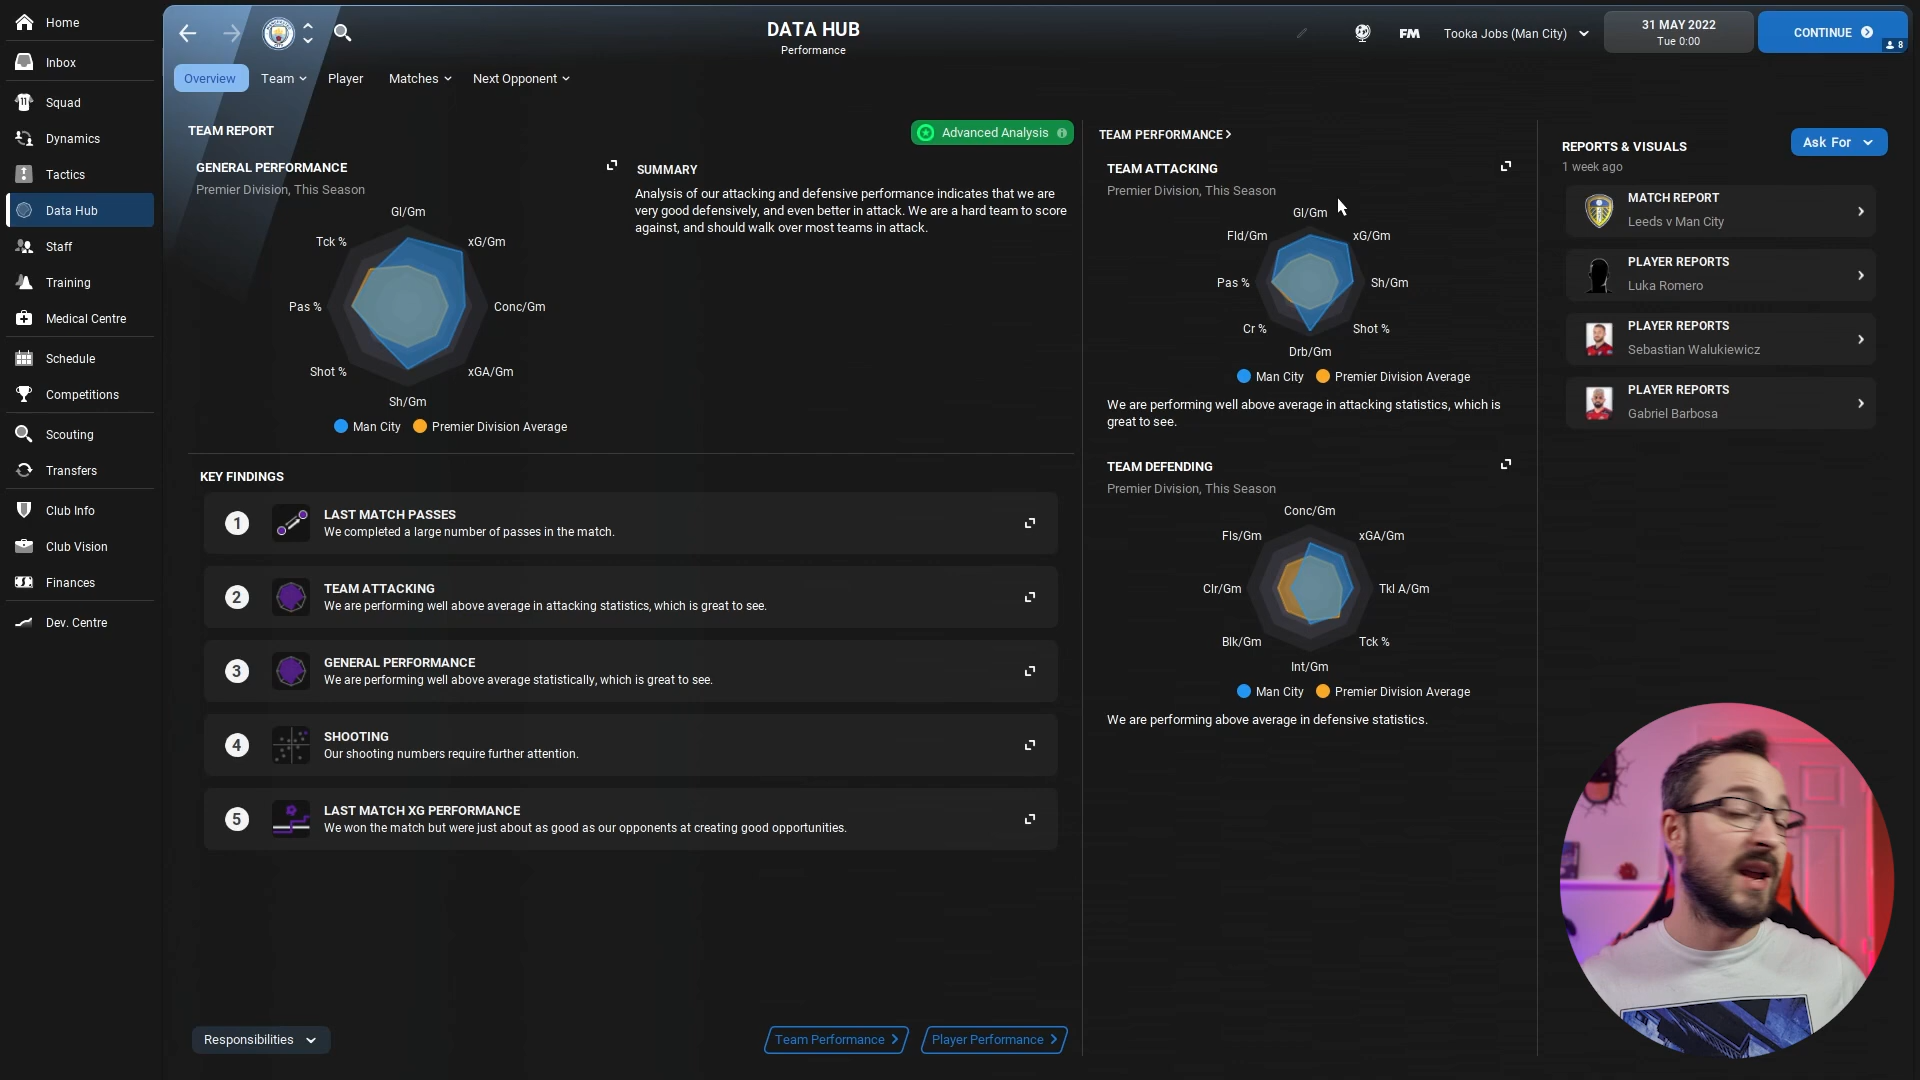 Home
Inbox
Squad
Dynamics
Tactics
Data Hub
Staff
Training
Medical Centre
Schedule
Competitions
Scouting
Transfers
Club Info
Club Vision
Finances
Dev. Centre
DATA HUB
Performance
FM
Tooka Jobs (Man City)
31 MAY 2022
Tue 0:00
CONTINUE
8
Overview
Team
Player
Matches
Next Opponent
TEAM REPORT
Advanced Analysis
GENERAL PERFORMANCE
Premier Division, This Season
Gl/Gm
Tck %
xG/Gm
Pas %
Conc/Gm
Shot %
xGA/Gm
Sh/Gm
Man City
Premier Division Average
SUMMARY
Analysis of our attacking and defensive performance indicates that we are
very good defensively, and even better in attack. We are a hard team to score
against, and should walk over most teams in attack.
KEY FINDINGS
1
LAST MATCH PASSES
We completed a large number of passes in the match.
2
TEAM ATTACKING
We are performing well above average in attacking statistics, which is great to see.
3
GENERAL PERFORMANCE
We are performing well above average statistically, which is great to see.
4
SHOOTING
Our shooting numbers require further attention.
5
LAST MATCH XG PERFORMANCE
We won the match but were just about as good as our opponents at creating good opportunities.
Responsibilities
Team Performance
Player Performance
TEAM PERFORMANCE
TEAM ATTACKING
Premier Division, This Season
Gl/Gm
Fld/Gm
xG/Gm
Pas %
Sh/Gm
Cr %
Shot %
Drb/Gm
Man City
Premier Division Average
We are performing well above average in attacking statistics, which is
great to see.
TEAM DEFENDING
Premier Division, This Season
Conc/Gm
Fls/Gm
xGA/Gm
Clr/Gm
Tkl A/Gm
Blk/Gm
Tck %
Int/Gm
Man City
Premier Division Average
We are performing above average in defensive statistics.
REPORTS & VISUALS
1 week ago
Ask For
MATCH REPORT
Leeds v Man City
PLAYER REPORTS
Luka Romero
PLAYER REPORTS
Sebastian Walukiewicz
PLAYER REPORTS
Gabriel Barbosa